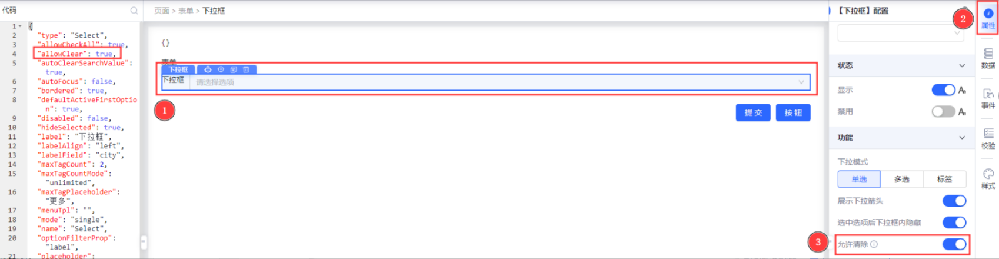 代码
1 {
2 "type": "Select",
3 "allowCheckAll": true,
4 "allowClear": true,
5 "autoClearSearchValue":
true,
6 "autoFocus": false,
7 "bordered": true,
8 "defaultActiveFirstOptio
n": true,
9 "disabled": false,
10 "hideSelected": true,
11 "label": "下拉框",
12 "labelAlign": "left",
13 "labelField": "city",
14 "maxTagCount": 2,
15 "maxTagCountMode":
"unlimited",
16 "maxTagPlaceholder":
"更多",
17 "menuTpl": "",
18 "mode": "single",
19 "name": "Select",
20 "optionFilterProp":
"label",
21 "placeholder":
页面 > 表单 > 下拉框
{}
表单
下拉框
下拉框 请选择选项
1
提交 按钮
【下拉框】配置
2
状态
显示
禁用
功能
下拉模式
单选 多选 标签
展示下拉箭头
选中选项后下拉框内隐藏
3
允许清除
属性
数据
事件
校验
样式